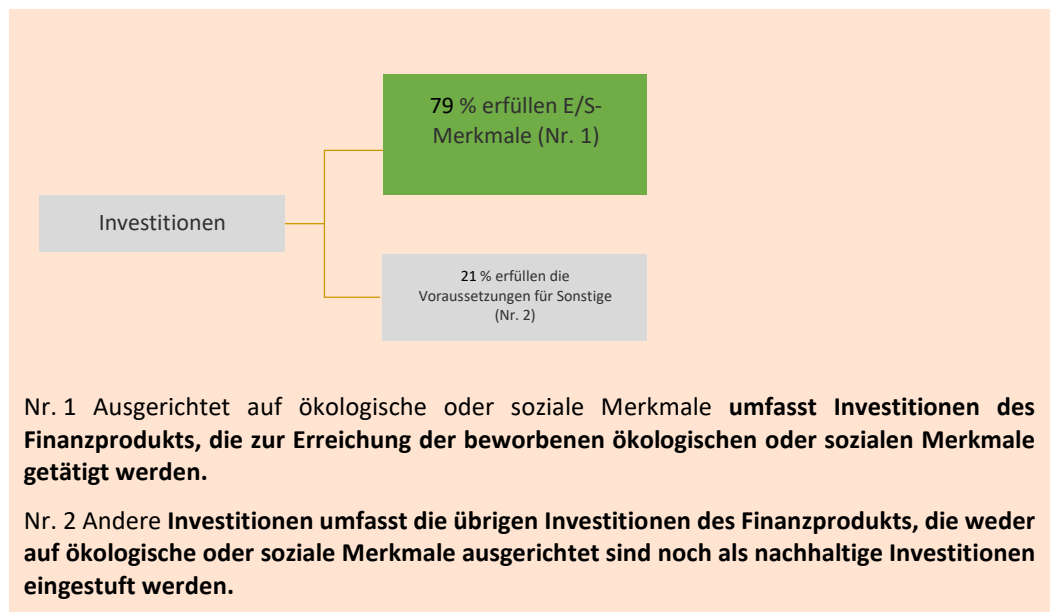 79 % erfüllen E/S-
Merkmale (Nr. 1)
Investitionen
21 % erfüllen die
Voraussetzungen für Sonstige
(Nr. 2)
Nr. 1 Ausgerichtet auf ökologische oder soziale Merkmale umfasst Investitionen des
Finanzprodukts, die zur Erreichung der beworbenen ökologischen oder sozialen Merkmale
getätigt werden.
Nr. 2 Andere Investitionen umfasst die übrigen Investitionen des Finanzprodukts, die weder
auf ökologische oder soziale Merkmale ausgerichtet sind noch als nachhaltige Investitionen
eingestuft werden.